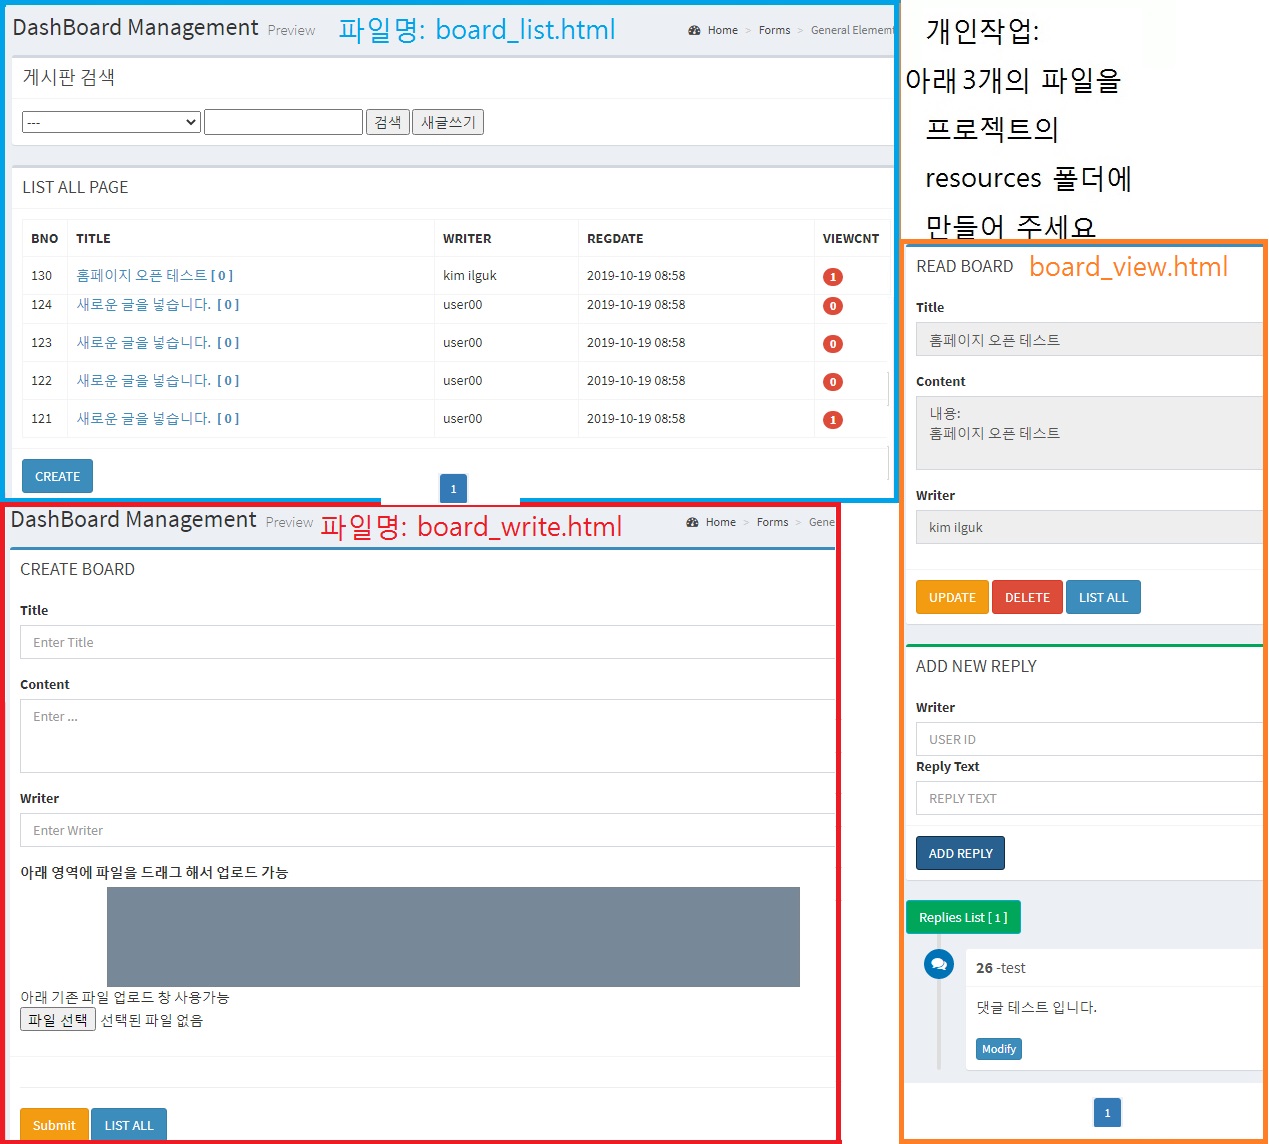 DashBoard Management Preview 파일명: board_list.html Home > Forms > General Element
게시판 검색
--- 검색 새글쓰기
LIST ALL PAGE
BNO TITLE WRITER REGDATE VIEWCNT
130 홈페이지 오픈 테스트 [ 0 ] kim ilguk 2019-10-19 08:58 1
124 새로운 글을 넣습니다. [ 0 ] user00 2019-10-19 08:58 0
123 새로운 글을 넣습니다. [ 0 ] user00 2019-10-19 08:58 0
122 새로운 글을 넣습니다. [ 0 ] user00 2019-10-19 08:58 0
121 새로운 글을 넣습니다. [ 0 ] user00 2019-10-19 08:58 1
CREATE
1
개인작업:
아래3개의 파일을
프로젝트의
resources 폴더에
만들어 주세요
DashBoard Management Preview 파일명: board_write.html Home > Forms > Gene
CREATE BOARD
Title
Enter Title
Content
Enter ...
Writer
Enter Writer
아래 영역에 파일을 드래그 해서 업로드 가능
아래 기존 파일 업로드 창 사용가능
파일 선택 선택된 파일 없음
Submit LIST ALL
READ BOARD board_view.html
Title
홈페이지 오픈 테스트
Content
내용:
홈페이지 오픈 테스트
Writer
kim ilguk
UPDATE DELETE LIST ALL
ADD NEW REPLY
Writer
USER ID
Reply Text
REPLY TEXT
ADD REPLY
Replies List [ 1 ]
26 -test
댓글 테스트 입니다.
Modify
1